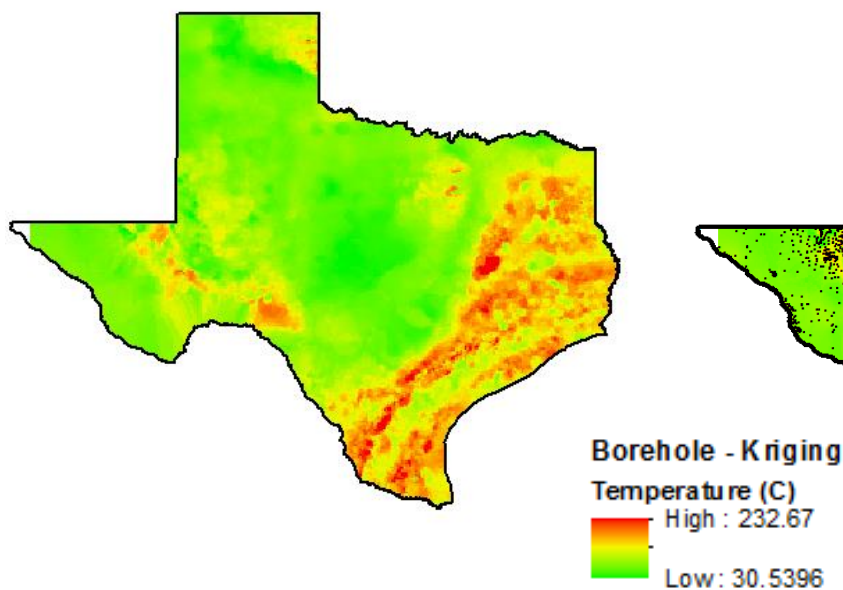 Borehole - Kriging
Temperature (C)
High : 232.67
Low : 30.5396